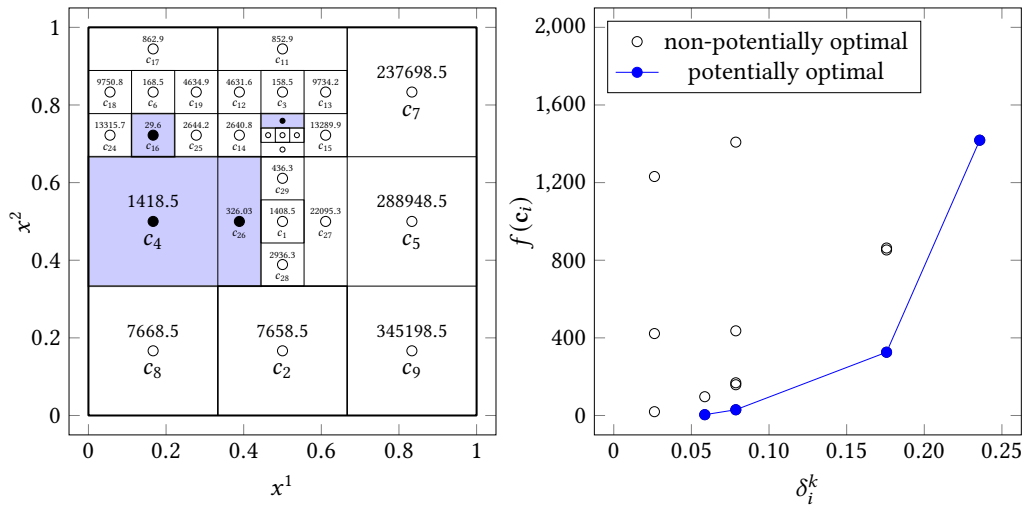 1
0.8
0.6
0.4
0.2
0
0
0.2
0.4
0.6
0.8
1
x²
x¹
862.9
c₁₇
852.9
c₁₁
237698.5
c₇
9750.8
c₁₈
168.5
c₆
4634.9
c₁₉
4631.6
c₁₂
158.5
c₃
9734.2
c₁₃
13315.7
c₂₄
29.6
c₁₆
2644.2
c₂₅
2640.8
c₁₄
13289.9
c₁₅
1418.5
c₄
326.03
c₂₆
436.3
c₂₉
1408.5
c₁
22095.3
c₂₇
2936.3
c₂₈
288948.5
c₅
7668.5
c₈
7658.5
c₂
345198.5
c₉
2,000
1,600
1,200
800
400
0
0
0.05
0.10
0.15
0.20
0.25
f(𝐜ᵢ)
δᵢᵏ
non-potentially optimal
potentially optimal